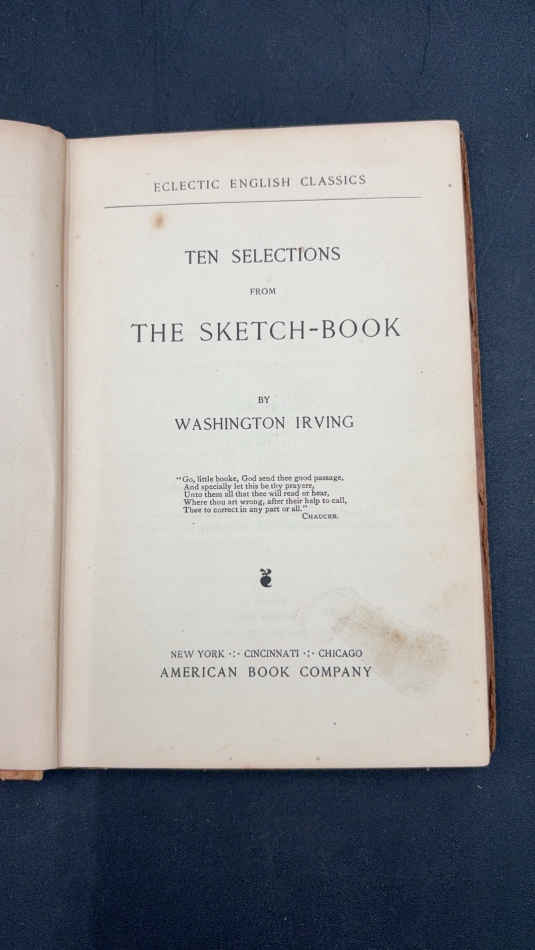 ECLECTIC ENGLISH CLASSICS
TEN SELECTIONS
FROM
THE SKETCH-BOOK
BY
WASHINGTON IRVING
"Go, little booke, God send thee good passage,
And specially let this be thy prayere,
Unto them all that thee will read or hear,
Where thou art wrong, after their help to call,
Thee to correct in any part or all."
CHAUCER.
NEW YORK ·:· CINCINNATI ·:· CHICAGO
AMERICAN BOOK COMPANY